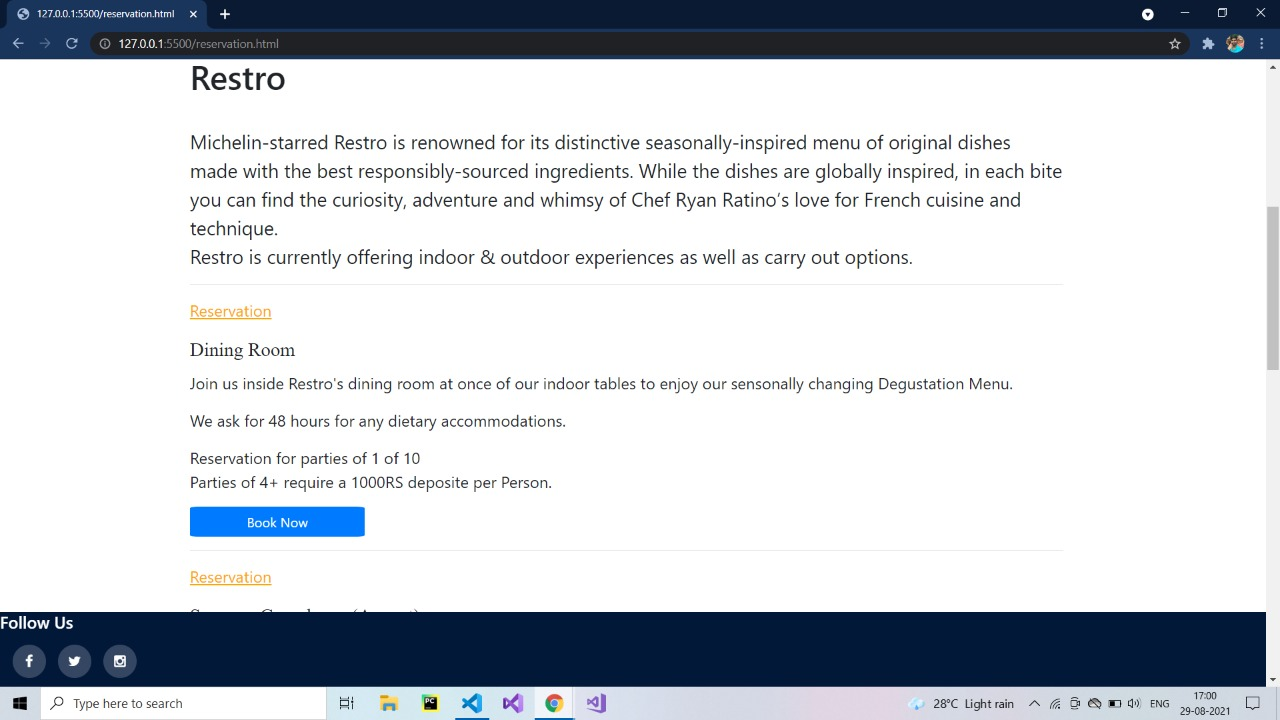 127.0.0.1:5500/reservation.html
127.0.0.1:5500/reservation.html
Restro
Michelin-starred Restro is renowned for its distinctive seasonally-inspired menu of original dishes
made with the best responsibly-sourced ingredients. While the dishes are globally inspired, in each bite
you can find the curiosity, adventure and whimsy of Chef Ryan Ratino’s love for French cuisine and
technique.
Restro is currently offering indoor & outdoor experiences as well as carry out options.
Reservation
Dining Room
Join us inside Restro's dining room at once of our indoor tables to enjoy our sensonally changing Degustation Menu.
We ask for 48 hours for any dietary accommodations.
Reservation for parties of 1 of 10
Parties of 4+ require a 1000RS deposite per Person.
Book Now
Reservation
Follow Us
Type here to search
PC
28°C Light rain
ENG
17:00
29-08-2021